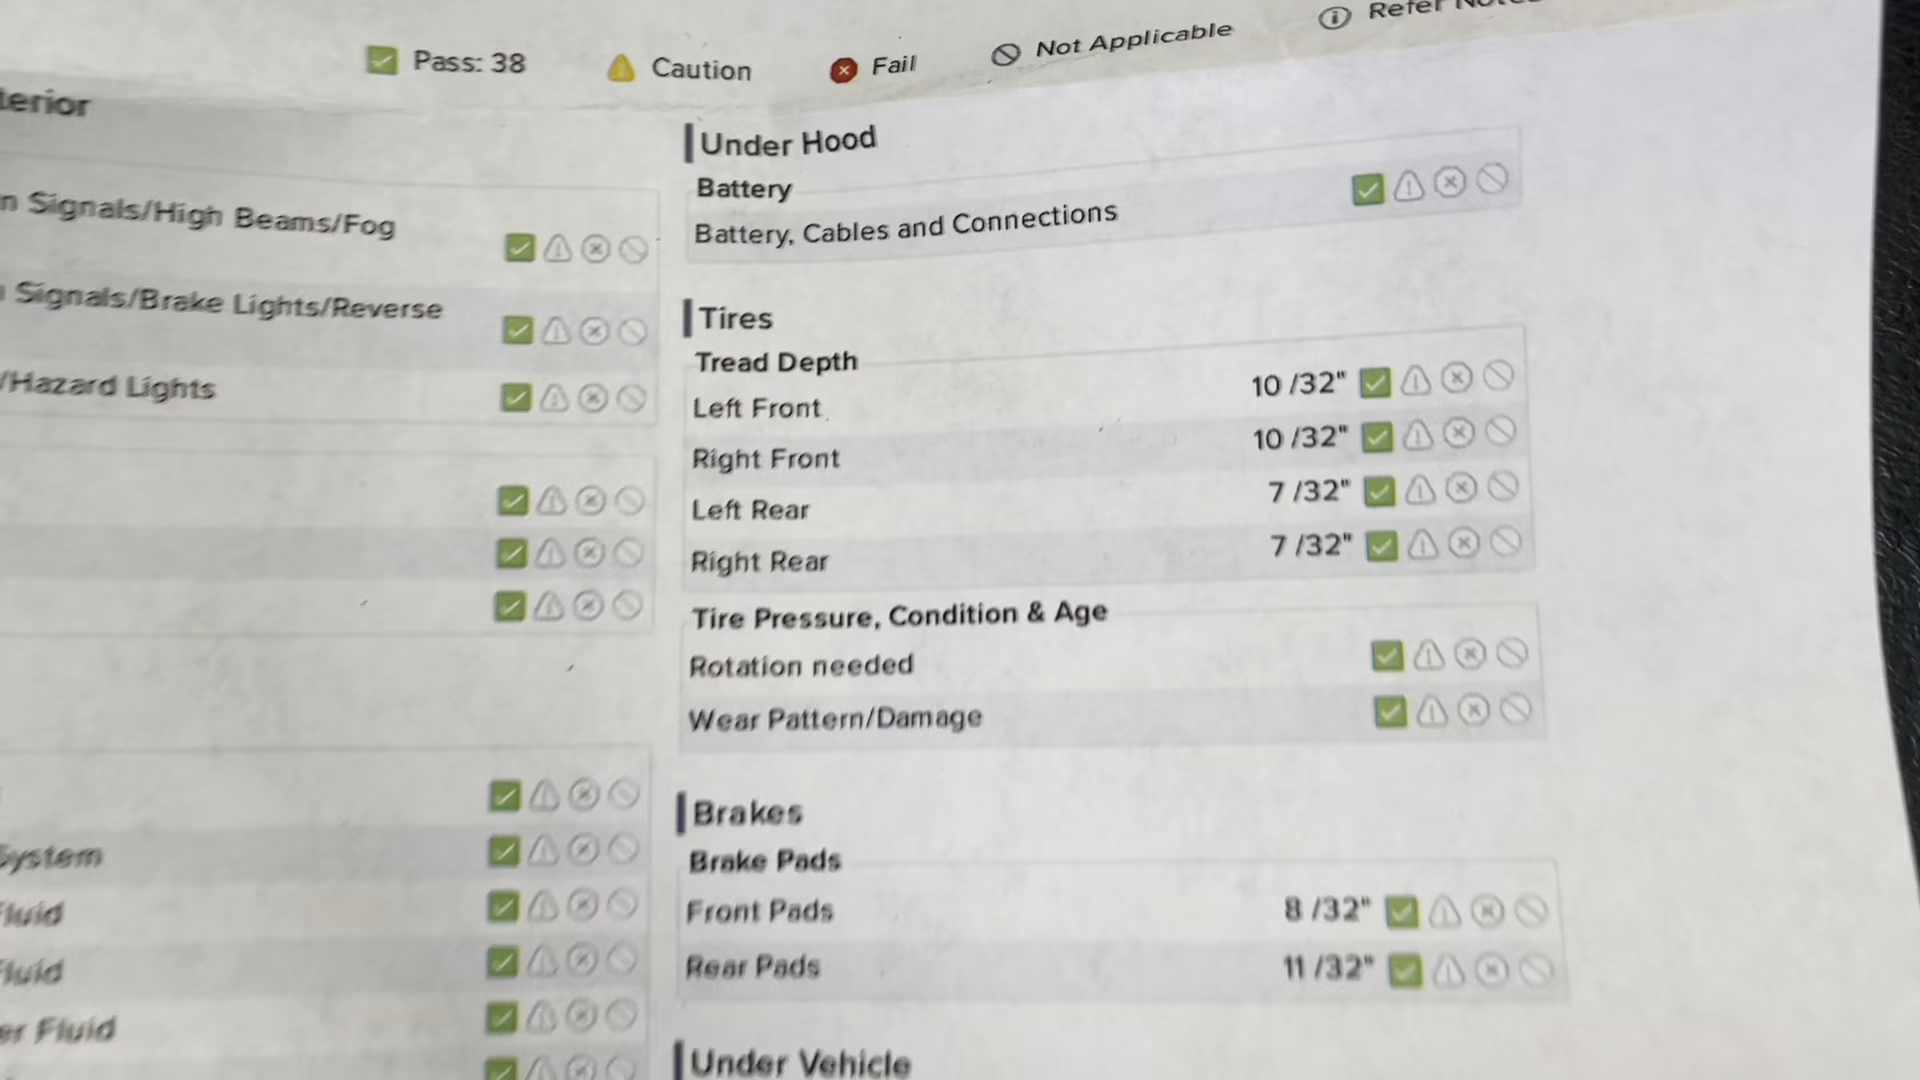 Pass: 38
Caution
Fail
Not Applicable
Refer
terior
n Signals/High Beams/Fog
Signals/Brake Lights/Reverse
/Hazard Lights
System
Fluid
Fluid
er Fluid
Under Hood
Battery
Battery, Cables and Connections
Tires
Tread Depth
Left Front 10 /32"
Right Front 10 /32"
Left Rear 7 /32"
Right Rear 7 /32"
Tire Pressure, Condition & Age
Rotation needed
Wear Pattern/Damage
Brakes
Brake Pads
Front Pads 8 /32"
Rear Pads 11 /32"
Under Vehicle